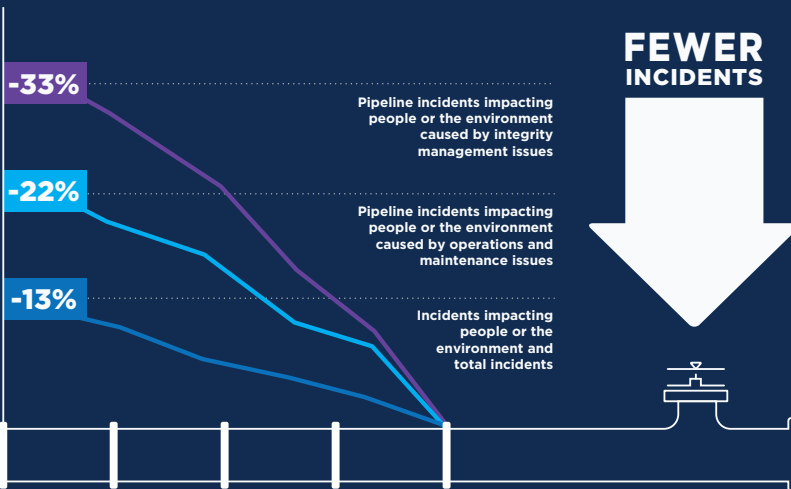 FEWER
INCIDENTS
-33%
Pipeline incidents impacting
people or the environment
caused by integrity
management issues
-22%
Pipeline incidents impacting
people or the environment
caused by operations and
maintenance issues
-13%
Incidents impacting
people or the
environment and
total incidents